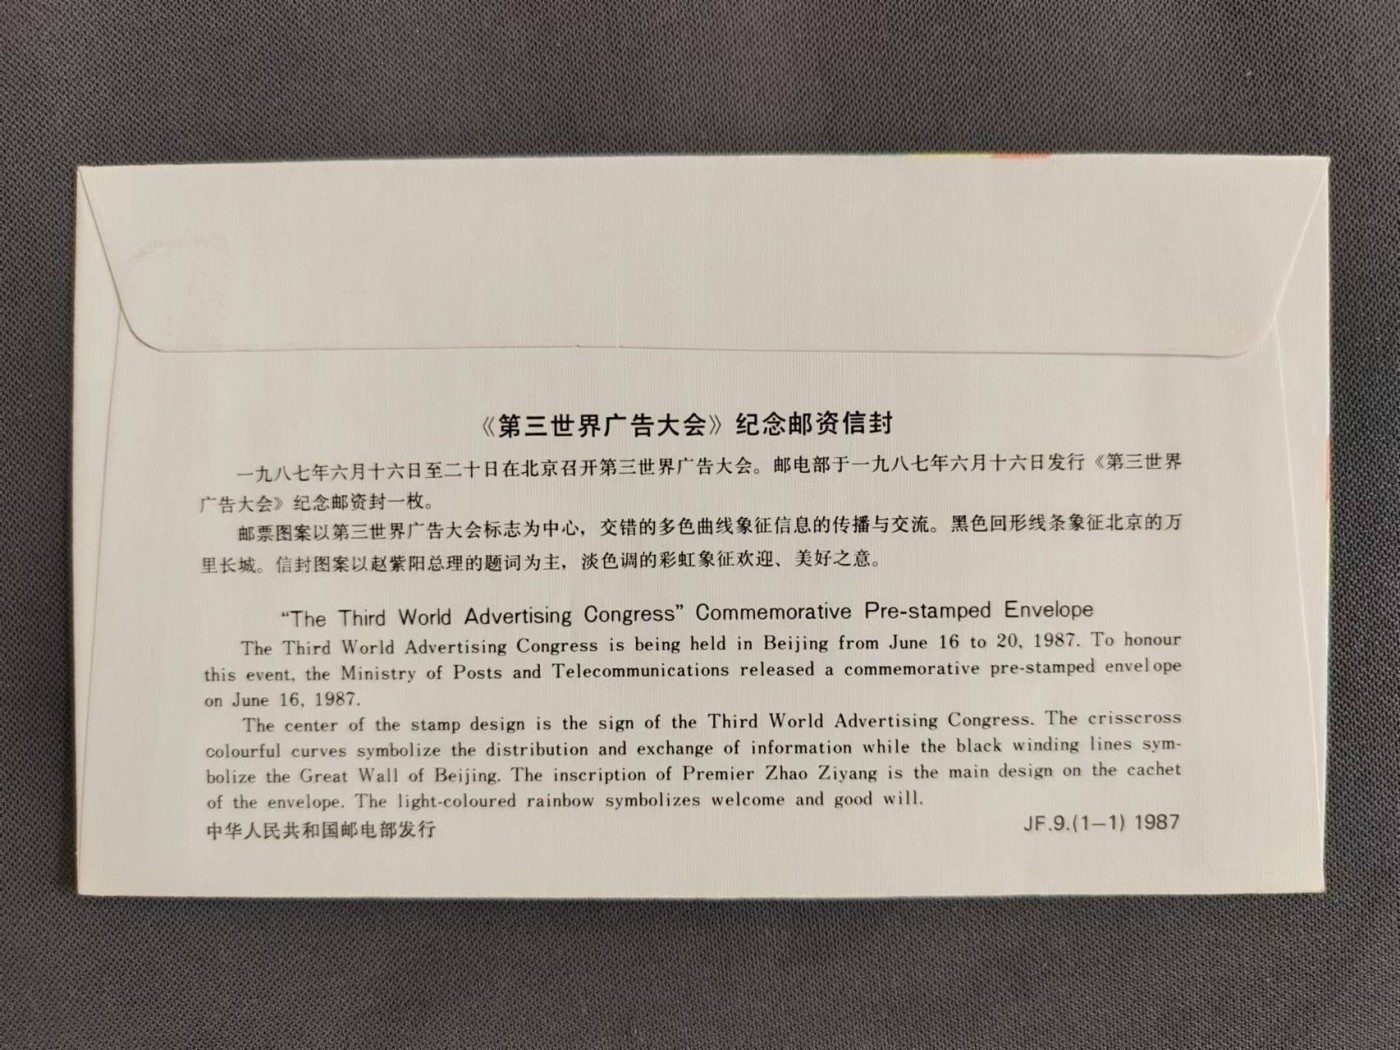 《第三世界广告大会》纪念邮资信封
一九八七年六月十六日至二十日在北京召开第三世界广告大会。邮电部于一九八七年六月十六日发行《第三世界
广告大会》纪念邮资封一枚。
邮票图案以第三世界广告大会标志为中心，交错的多色曲线象征信息的传播与交流。黑色回形线条象征北京的万
里长城。信封图案以赵紫阳总理的题词为主，淡色调的彩虹象征欢迎、美好之意。
“The Third World Advertising Congress” Commemorative Pre-stamped Envelope
The Third World Advertising Congress is being held in Beijing from June 16 to 20, 1987. To honour
this event, the Ministry of Posts and Telecommunications released a commemorative pre-stamped envelope
on June 16, 1987.
The center of the stamp design is the sign of the Third World Advertising Congress. The crisscross
colourful curves symbolize the distribution and exchange of information while the black winding lines sym-
bolize the Great Wall of Beijing. The inscription of Premier Zhao Ziyang is the main design on the cachet
of the envelope. The light-coloured rainbow symbolizes welcome and good will.
中华人民共和国邮电部发行
JF.9.(1—1) 1987